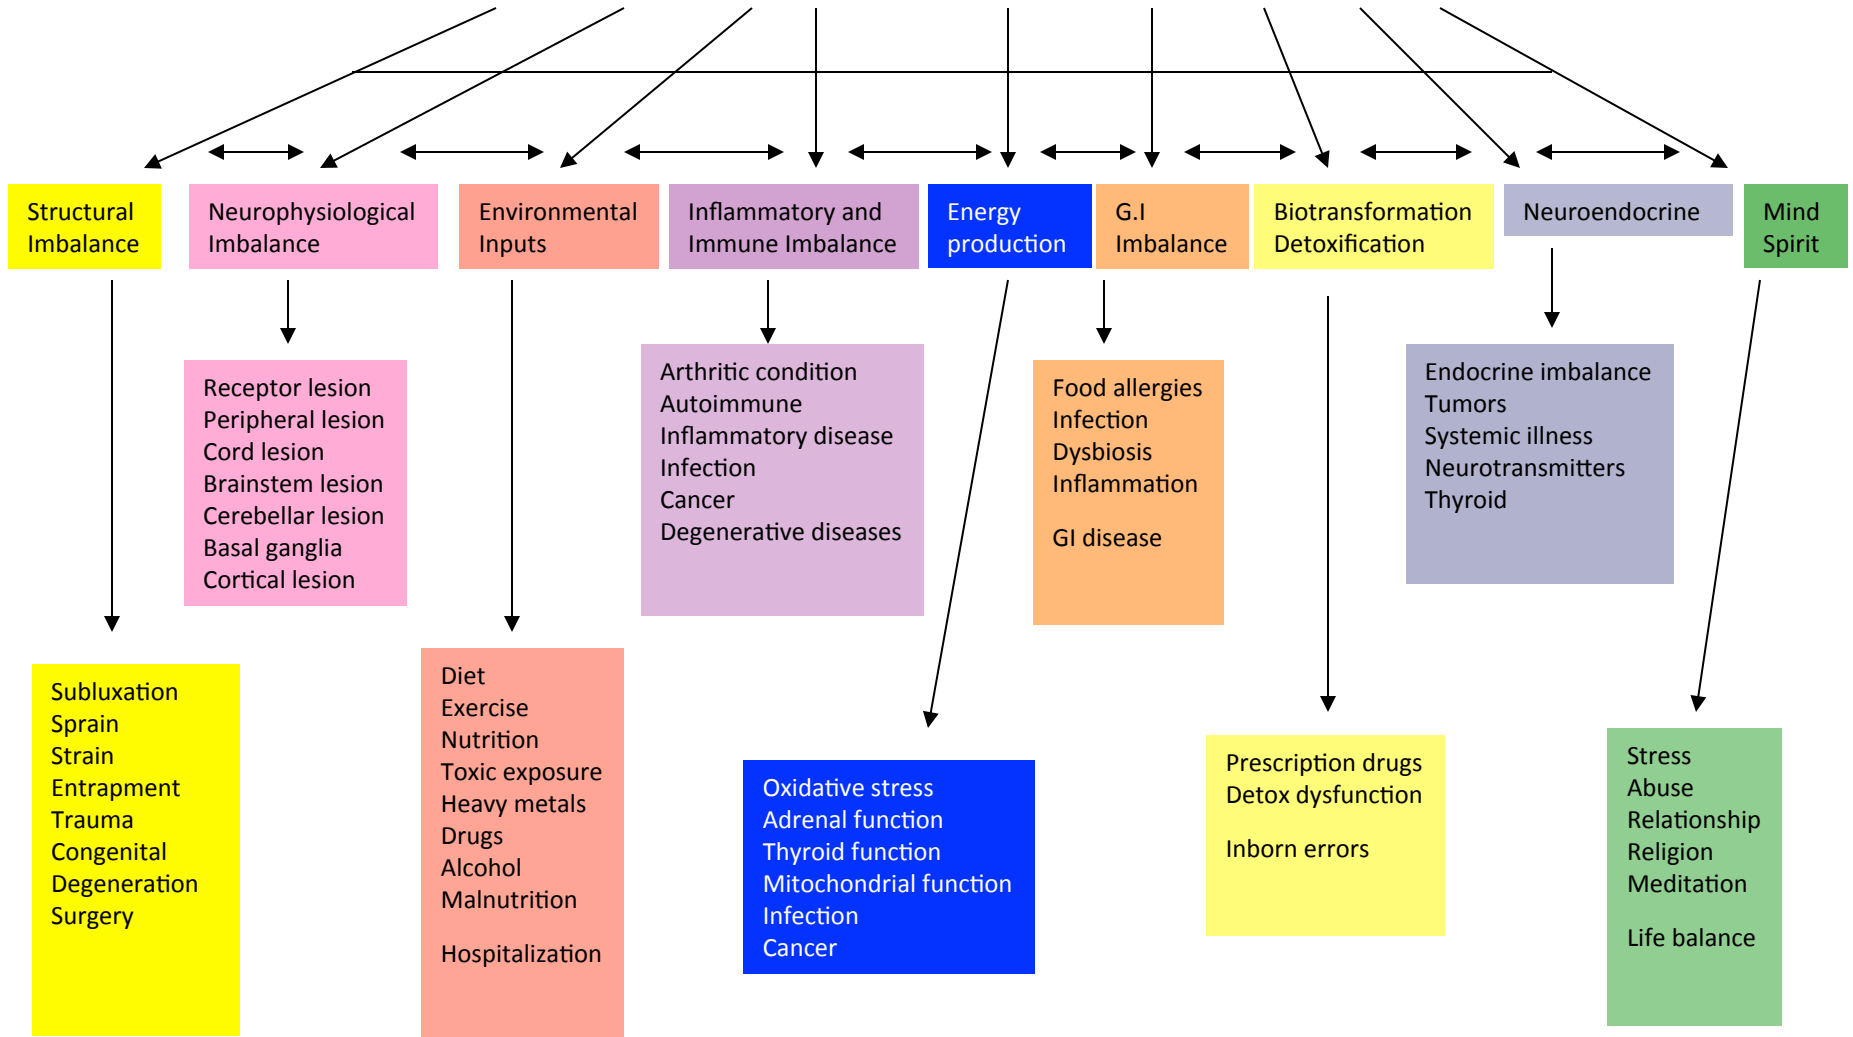 Structural
Imbalance
Neurophysiological
Imbalance
Environmental
Inputs
Inflammatory and
Immune Imbalance
Energy
production
G.I
Imbalance
Biotransformation
Detoxification
Neuroendocrine
Mind
Spirit
Receptor lesion
Peripheral lesion
Cord lesion
Brainstem lesion
Cerebellar lesion
Basal ganglia
Cortical lesion
Arthritic condition
Autoimmune
Inflammatory disease
Infection
Cancer
Degenerative diseases
Food allergies
Infection
Dysbiosis
Inflammation
GI disease
Endocrine imbalance
Tumors
Systemic illness
Neurotransmitters
Thyroid
Subluxation
Sprain
Strain
Entrapment
Trauma
Congenital
Degeneration
Surgery
Diet
Exercise
Nutrition
Toxic exposure
Heavy metals
Drugs
Alcohol
Malnutrition
Hospitalization
Oxidative stress
Adrenal function
Thyroid function
Mitochondrial function
Infection
Cancer
Prescription drugs
Detox dysfunction
Inborn errors
Stress
Abuse
Relationship
Religion
Meditation
Life balance